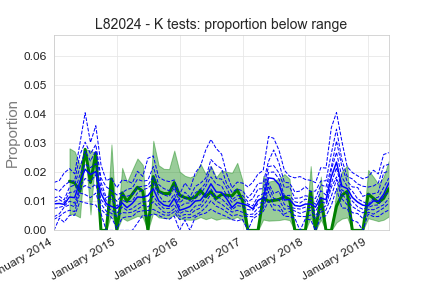 L82024 - K tests: proportion below range
Proportion
0.06
0.05
0.04
0.03
0.02
0.01
0.00
2014
January 2015
January 2016
January 2017
January 2018
January 2019